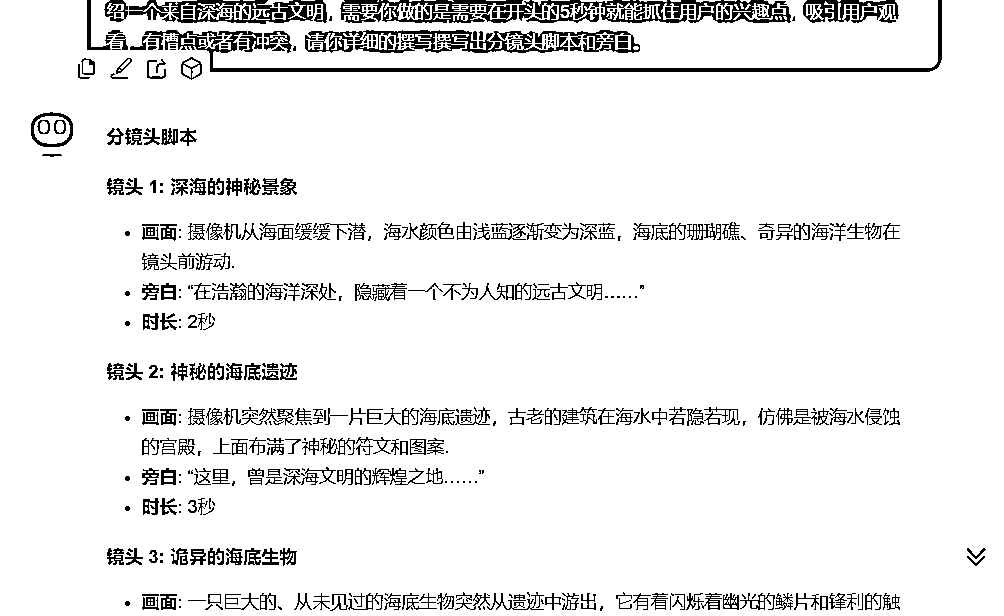 绍一个来自深海的远古文明，需要你做的是需要在开头的5秒钟就能抓住用户的兴趣点，吸引用户观
看，有槽点或者有冲突，请你详细的撰写撰写出分镜头脚本和旁白。
分镜头脚本
镜头 1: 深海的神秘景象
• 画面: 摄像机从海面缓缓下潜，海水颜色由浅蓝逐渐变为深蓝，海底的珊瑚礁、奇异的海洋生物在
镜头前游动.
• 旁白: “在浩瀚的海洋深处，隐藏着一个不为人知的远古文明……”
• 时长: 2秒
镜头 2: 神秘的海底遗迹
• 画面: 摄像机突然聚焦到一片巨大的海底遗迹，古老的建筑在海水中若隐若现，仿佛是被海水侵蚀
的宫殿，上面布满了神秘的符文和图案.
• 旁白: “这里，曾是深海文明的辉煌之地……”
• 时长: 3秒
镜头 3: 诡异的海底生物
• 画面: 一只巨大的、从未见过的海底生物突然从遗迹中游出，它有着闪烁着幽光的鳞片和锋利的触